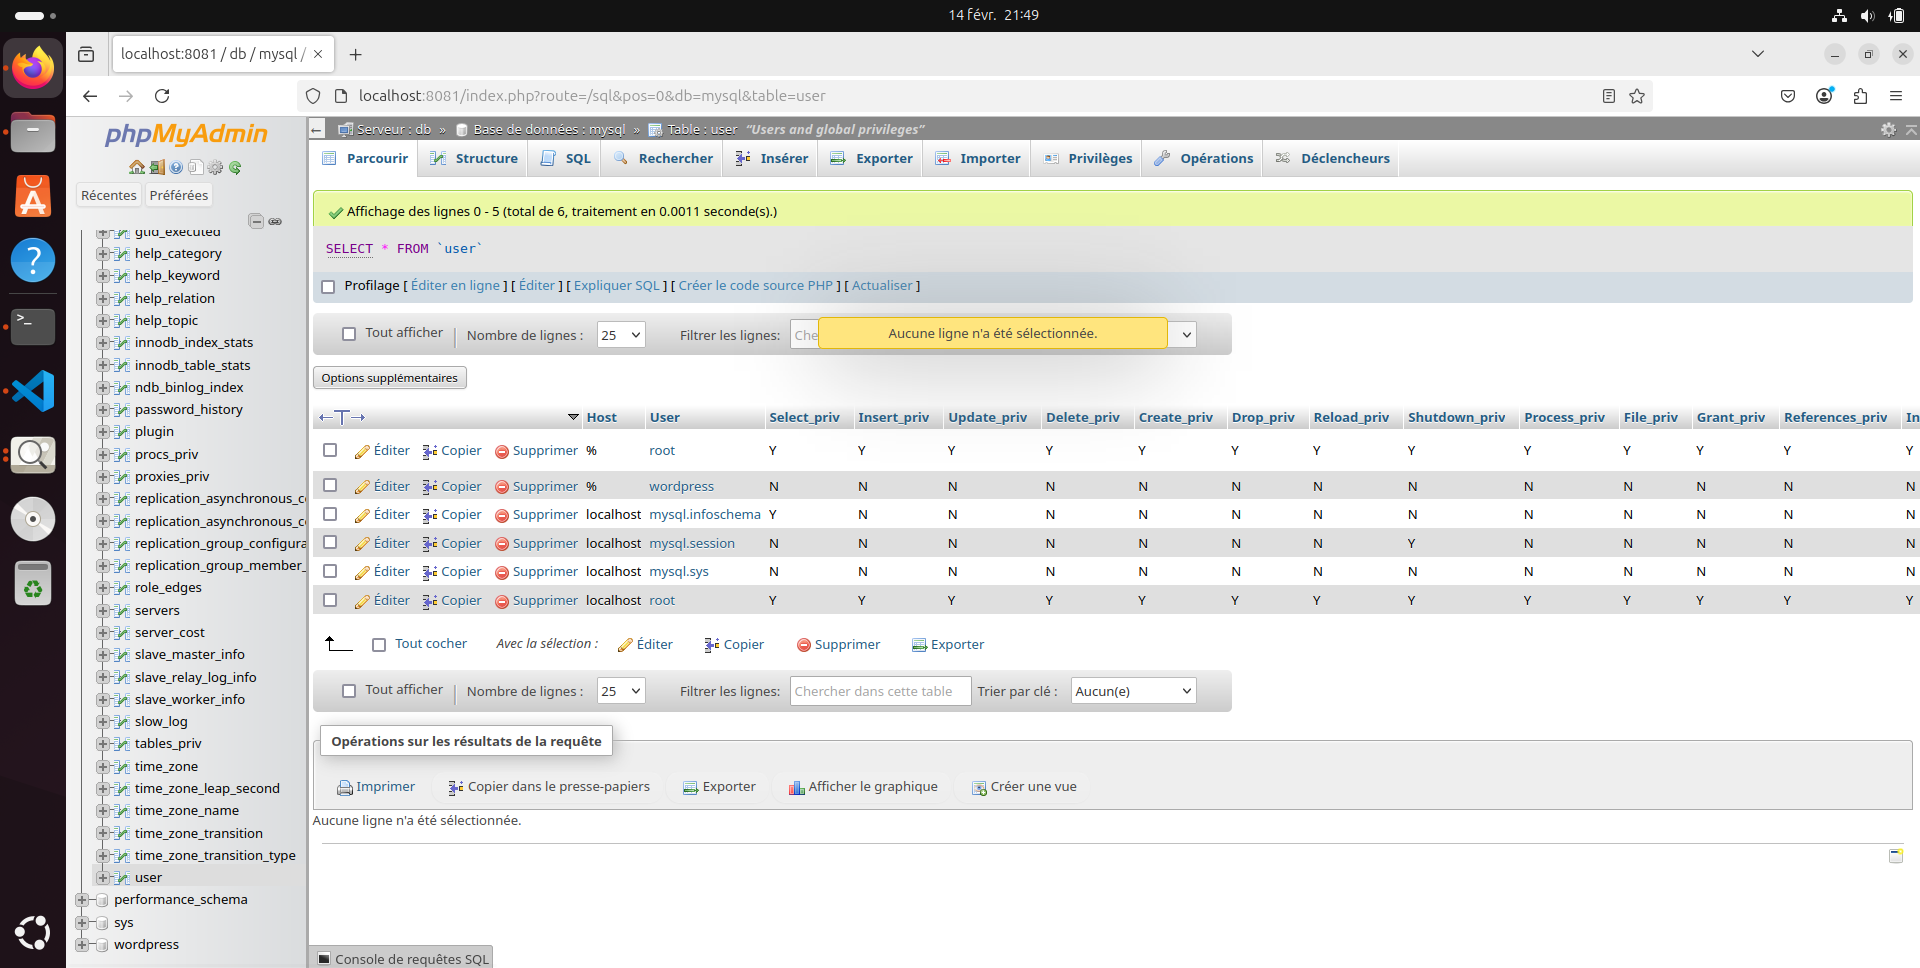 14 févr. 21:49
localhost:8081 / db / mysql /
localhost:8081/index.php?route=/sql&pos=0&db=mysql&table=user
phpMyAdmin
Récentes Préférées
gtid_executed
help_category
help_keyword
help_relation
help_topic
innodb_index_stats
innodb_table_stats
ndb_binlog_index
password_history
plugin
procs_priv
proxies_priv
replication_asynchronous_c
replication_asynchronous_c
replication_group_configura
replication_group_member_
role_edges
servers
server_cost
slave_master_info
slave_relay_log_info
slave_worker_info
slow_log
tables_priv
time_zone
time_zone_leap_second
time_zone_name
time_zone_transition
time_zone_transition_type
user
performance_schema
sys
wordpress
Serveur : db » Base de données : mysql » Table : user “Users and global privileges”
Parcourir Structure SQL Rechercher Insérer Exporter Importer Privilèges Opérations Déclencheurs
Affichage des lignes 0 - 5 (total de 6, traitement en 0.0011 seconde(s).)
SELECT * FROM `user`
Profilage [ Éditer en ligne ] [ Éditer ] [ Expliquer SQL ] [ Créer le code source PHP ] [ Actualiser ]
Tout afficher Nombre de lignes : 25 Filtrer les lignes: Che
Aucune ligne n'a été sélectionnée.
Options supplémentaires
Host User Select_priv Insert_priv Update_priv Delete_priv Create_priv Drop_priv Reload_priv Shutdown_priv Process_priv File_priv Grant_priv References_priv In
Éditer Copier Supprimer % root Y Y Y Y Y Y Y Y Y Y Y Y Y
Éditer Copier Supprimer % wordpress N N N N N N N N N N N N N
Éditer Copier Supprimer localhost mysql.infoschema Y N N N N N N N N N N N N
Éditer Copier Supprimer localhost mysql.session N N N N N N N Y N N N N N
Éditer Copier Supprimer localhost mysql.sys N N N N N N N N N N N N N
Éditer Copier Supprimer localhost root Y Y Y Y Y Y Y Y Y Y Y Y Y
Tout cocher Avec la sélection : Éditer Copier Supprimer Exporter
Tout afficher Nombre de lignes : 25 Filtrer les lignes: Chercher dans cette table Trier par clé : Aucun(e)
Opérations sur les résultats de la requête
Imprimer Copier dans le presse-papiers Exporter Afficher le graphique Créer une vue
Aucune ligne n'a été sélectionnée.
Console de requêtes SQL